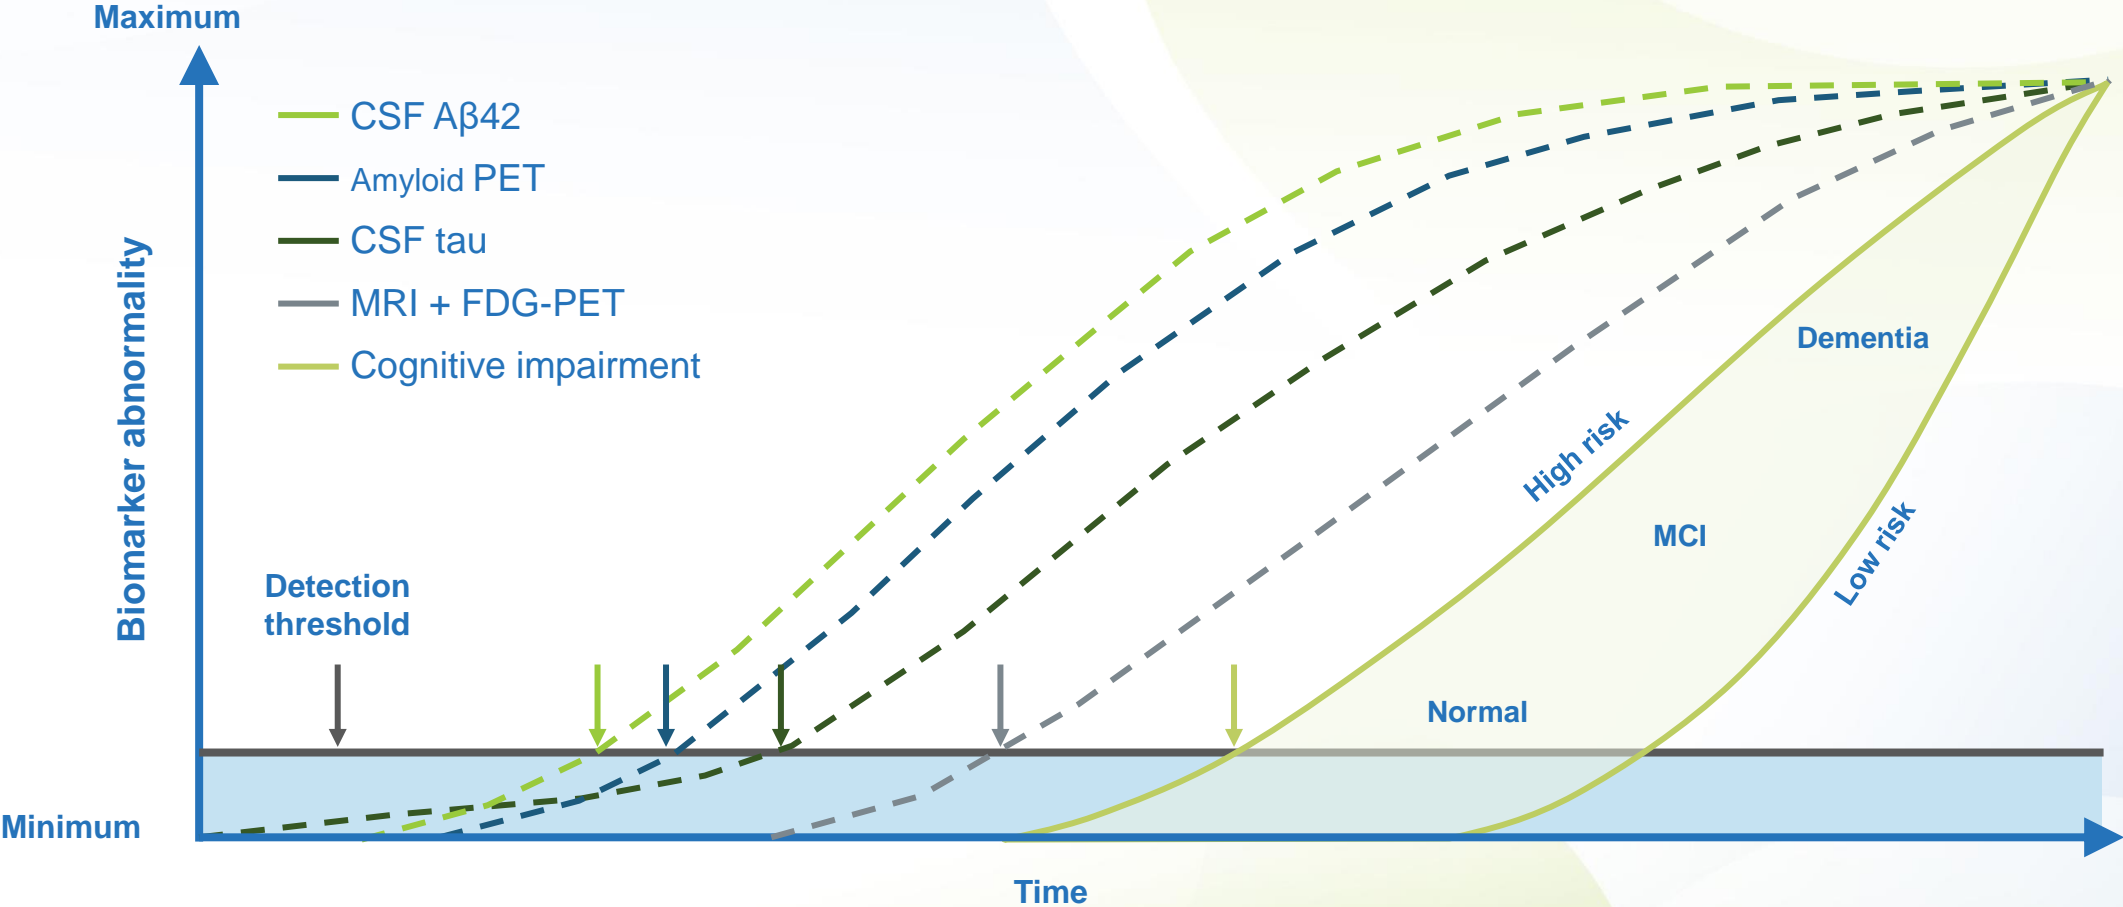 Maximum
CSF Aβ42
Amyloid PET
CSF tau
MRI + FDG-PET
Cognitive impairment
Biomarker abnormality
Detection
threshold
Dementia
High risk
MCI
Low risk
Normal
Minimum
Time